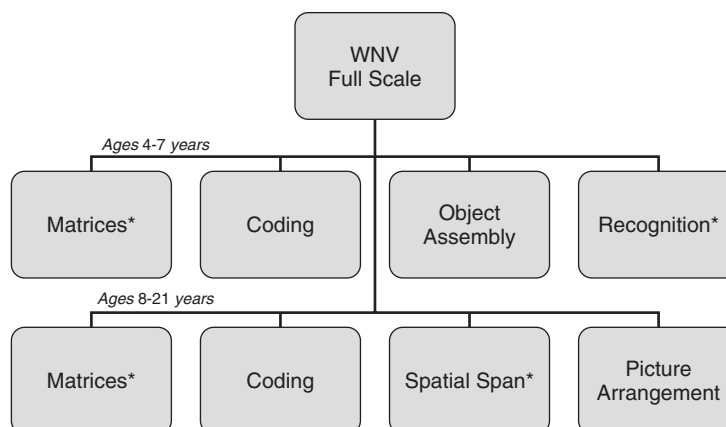 WNV
Full Scale
Ages 4-7 years
Matrices*
Coding
Object
Assembly
Recognition*
Ages 8-21 years
Matrices*
Coding
Spatial Span*
Picture
Arrangement